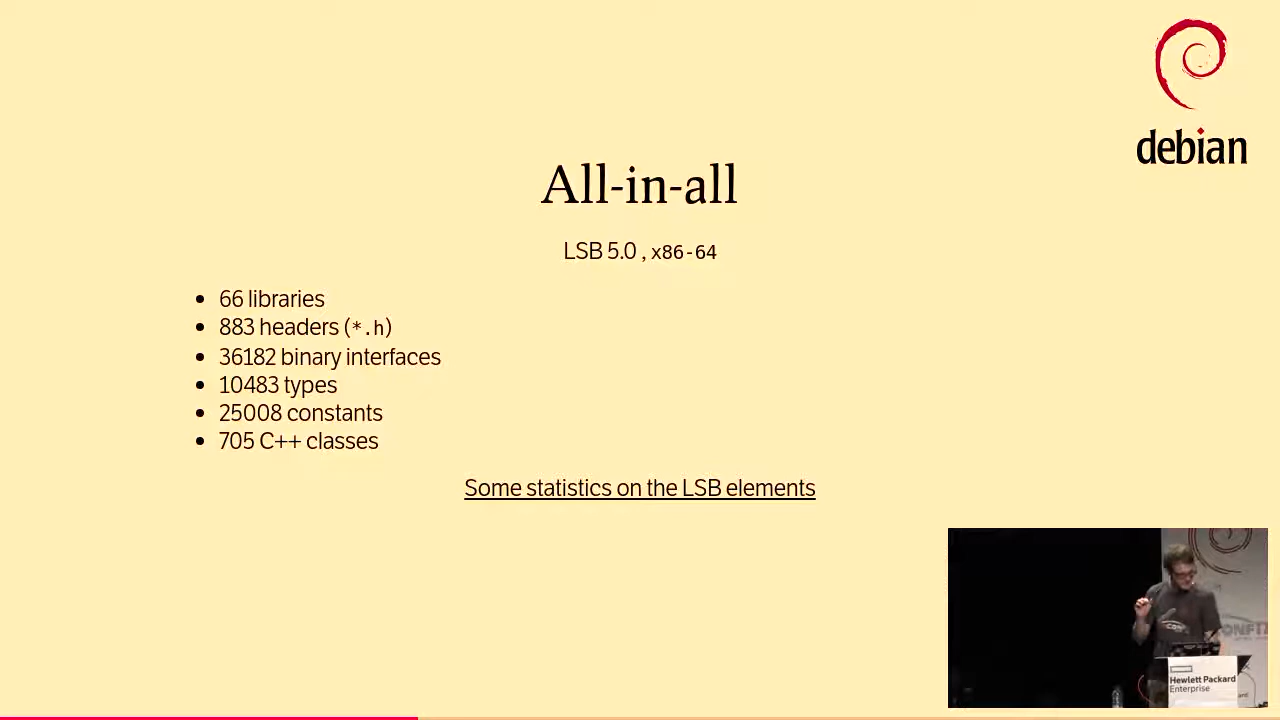 debian
All-in-all
LSB 5.0 , x86-64
66 libraries
883 headers (*.h)
36182 binary interfaces
10483 types
25008 constants
705 C++ classes
Some statistics on the LSB elements
Hewlett Packard
Enterprise